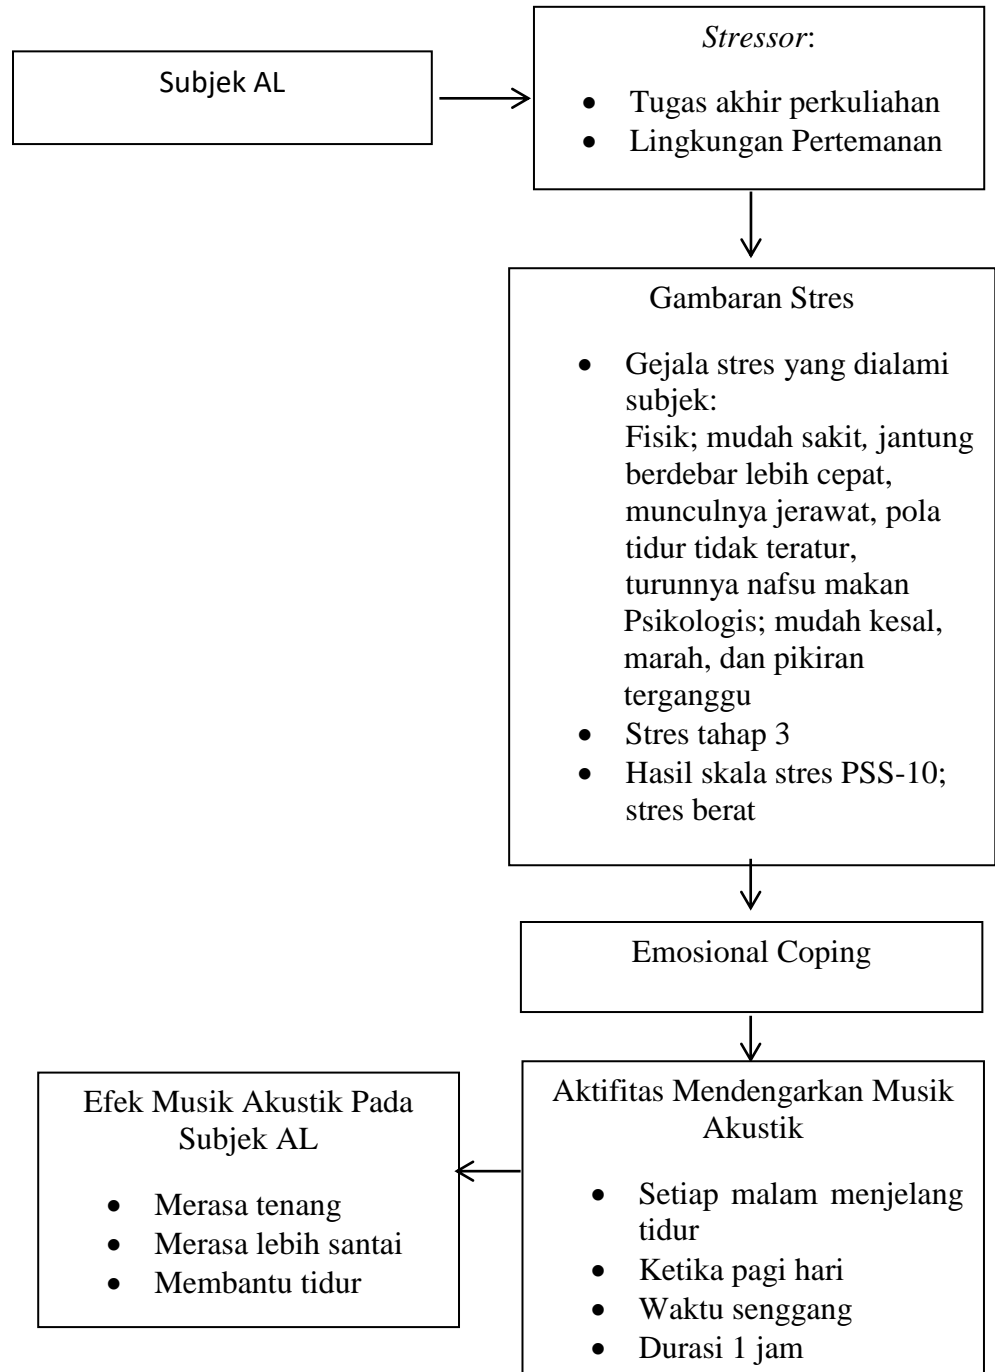 Subjek AL
Stressor:
• Tugas akhir perkuliahan
• Lingkungan Pertemanan
Gambaran Stres
• Gejala stres yang dialami
subjek:
Fisik; mudah sakit, jantung
berdebar lebih cepat,
munculnya jerawat, pola
tidur tidak teratur,
turunnya nafsu makan
Psikologis; mudah kesal,
marah, dan pikiran
terganggu
• Stres tahap 3
• Hasil skala stres PSS-10;
stres berat
Emosional Coping
Aktifitas Mendengarkan Musik
Akustik
• Setiap malam menjelang
tidur
• Ketika pagi hari
• Waktu senggang
• Durasi 1 jam
Efek Musik Akustik Pada
Subjek AL
• Merasa tenang
• Merasa lebih santai
• Membantu tidur